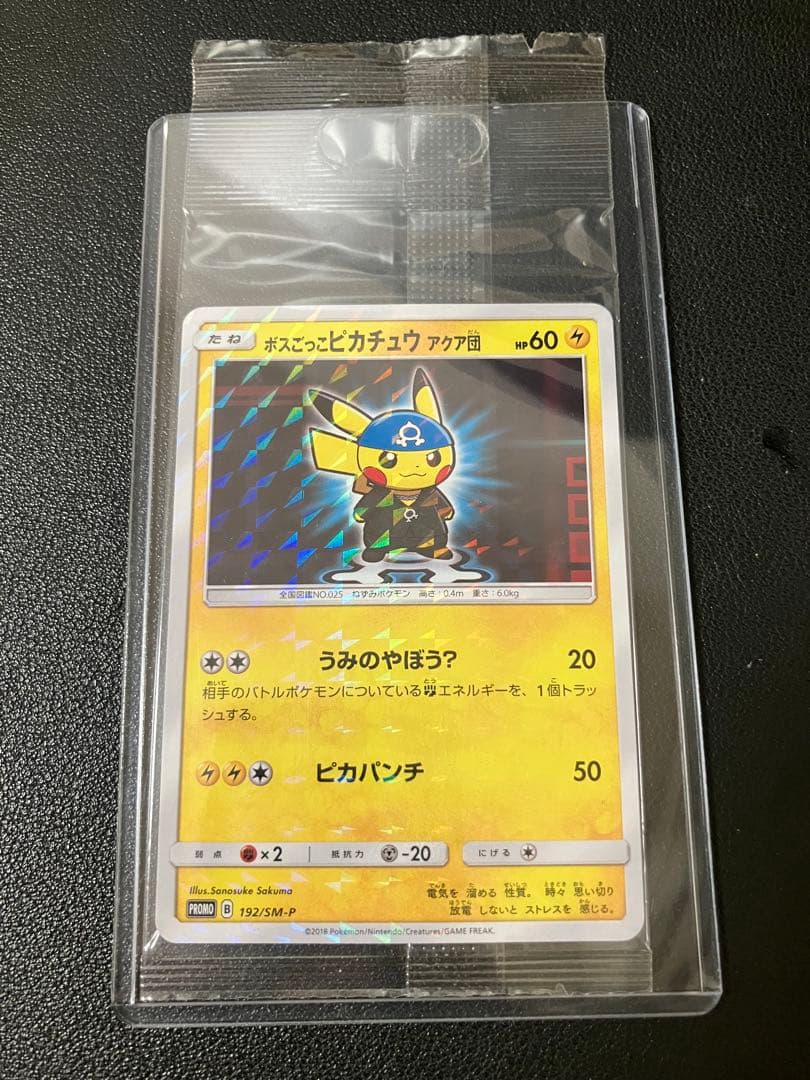 たね ボスごっこピカチュウ アクア団 HP 60
全国図鑑NO.025 ねずみポケモン 高さ:0.4m 重さ:6.0kg
うみのやぼう? 20
相手のバトルポケモンについているエネルギーを、1個トラッ
シュする。
ピカパンチ 50
弱点 ×2 抵抗力 -20 にげる
Illus.Sanosuke Sakuma
電気を 溜める 性質。 時々 思い切り
放電 しないと ストレスを 感じる。
PROMO B 192/SM-P
©2018 Pokémon/Nintendo/Creatures/GAME FREAK.